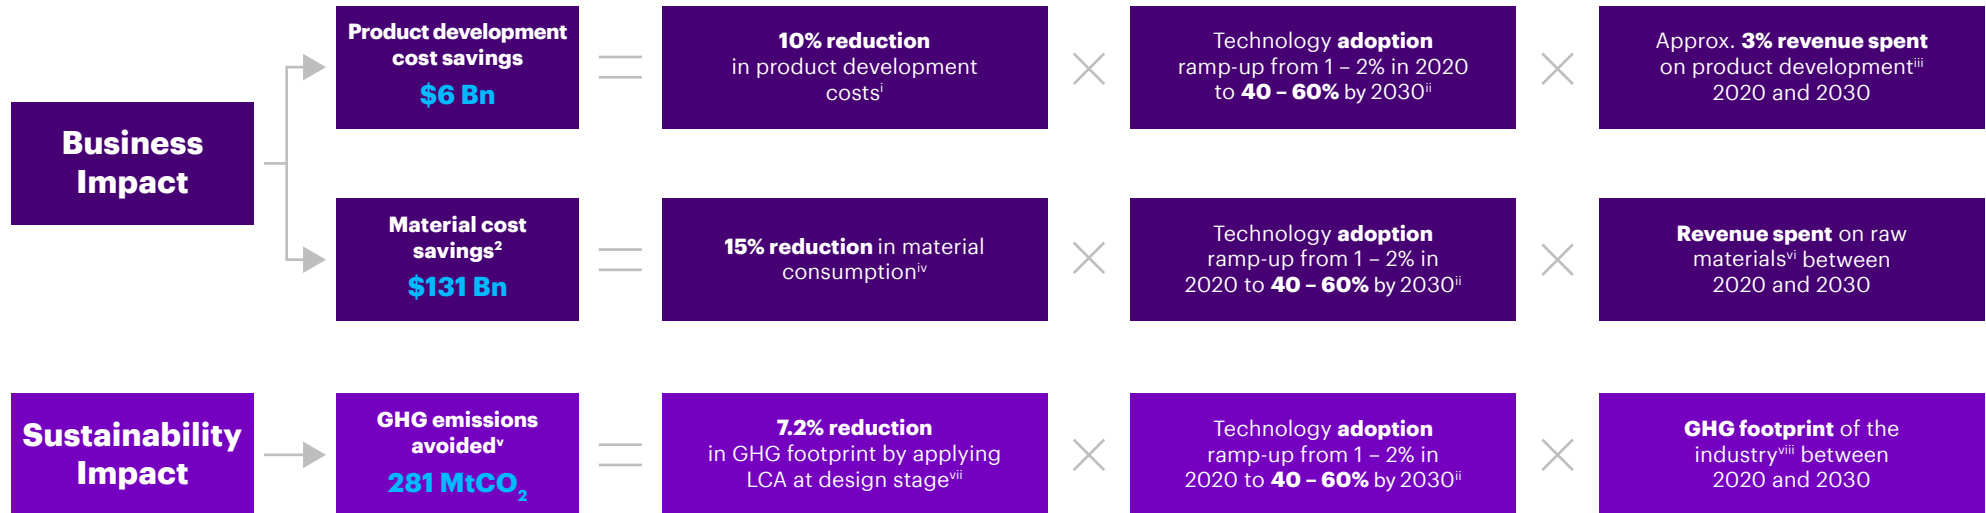 Business
Impact
Product development
cost savings
$6 Bn
10% reduction
in product development
costsⁱ
Technology adoption
ramp-up from 1 – 2% in 2020
to 40 – 60% by 2030ⁱⁱ
Approx. 3% revenue spent
on product developmentⁱⁱⁱ
2020 and 2030
Material cost
savings²
$131 Bn
15% reduction in material
consumptionⁱᵛ
Technology adoption
ramp-up from 1 – 2% in
2020 to 40 – 60% by 2030ⁱⁱ
Revenue spent on raw
materialsᵛⁱ between
2020 and 2030
Sustainability
Impact
GHG emissions
avoidedᵛ
281 MtCO₂
7.2% reduction
in GHG footprint by applying
LCA at design stageᵛⁱⁱ
Technology adoption
ramp-up from 1 – 2% in
2020 to 40 – 60% by 2030ⁱⁱ
GHG footprint of the
industryᵛⁱⁱⁱ between
2020 and 2030